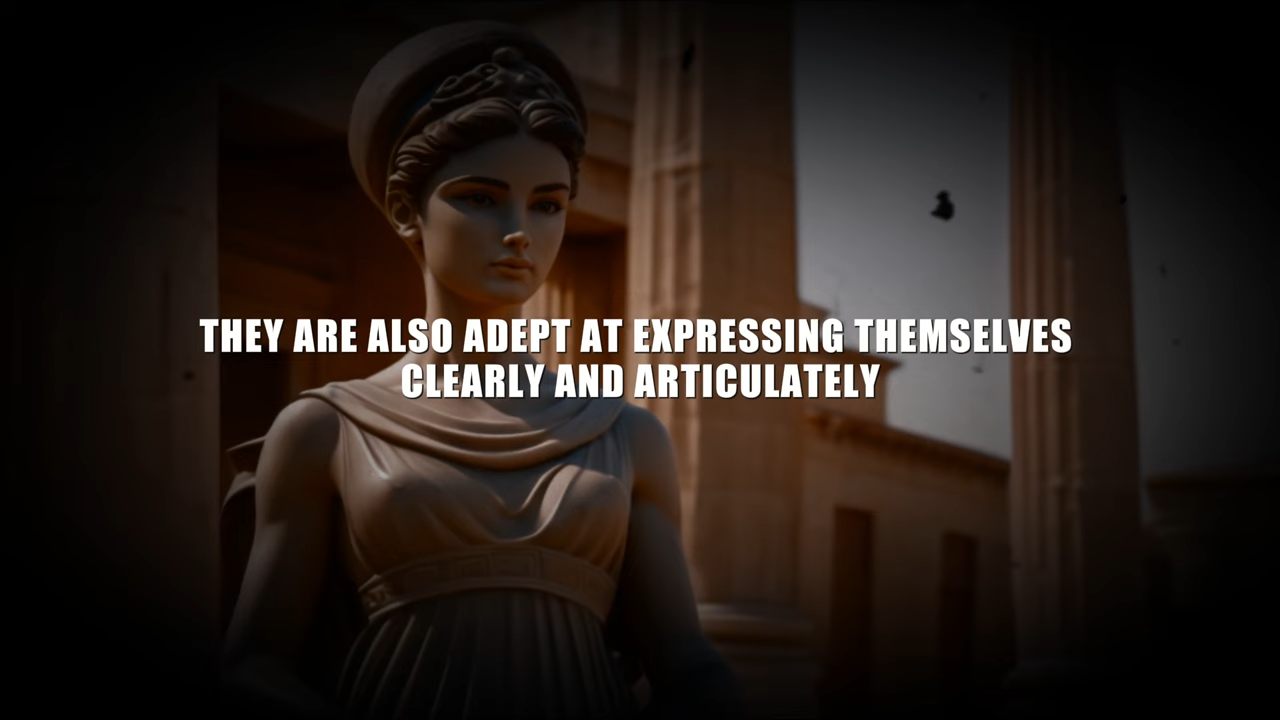 THEY ARE ALSO ADEPT AT EXPRESSING THEMSELVES
CLEARLY AND ARTICULATELY